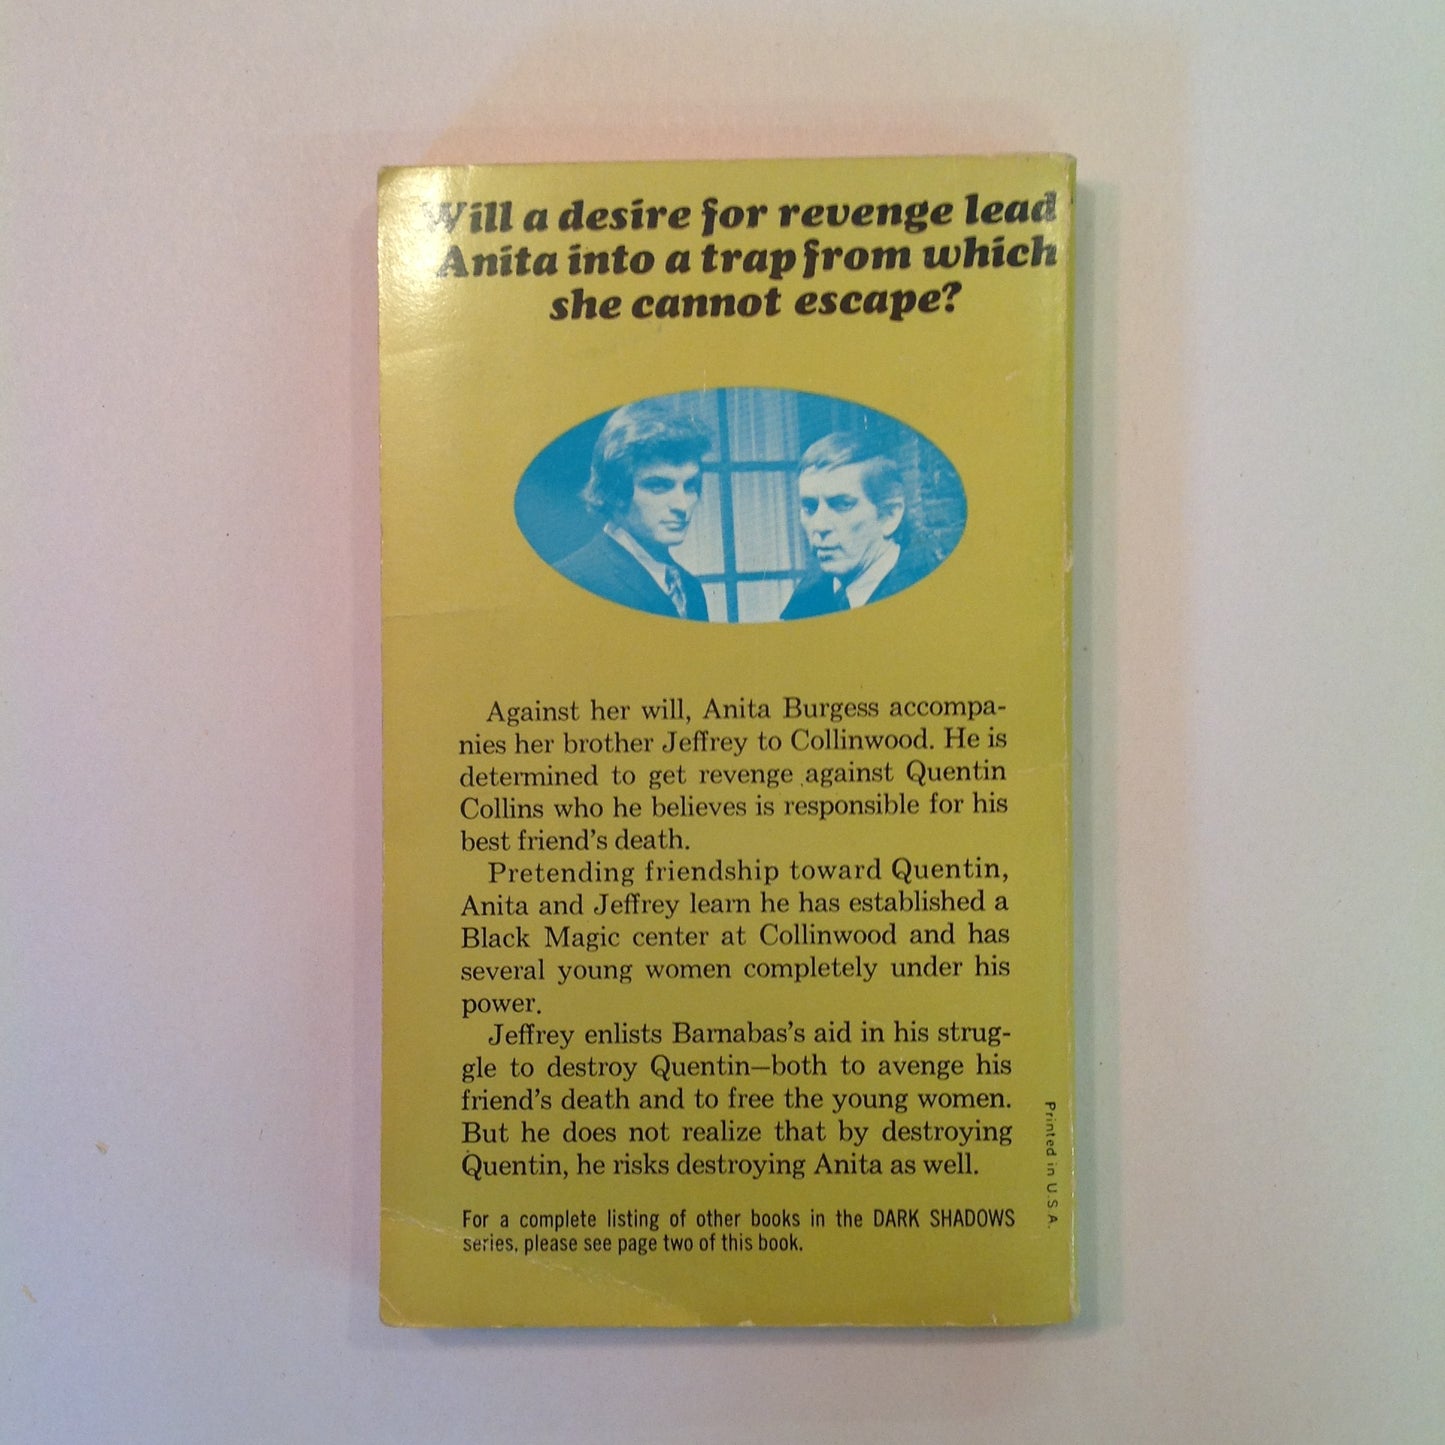 Will a desire for revenge lead
Anita into a trap from which
she cannot escape?
Against her will, Anita Burgess accompa-
nies her brother Jeffrey to Collinwood. He is
determined to get revenge against Quentin
Collins who he believes is responsible for his
best friend's death.
Pretending friendship toward Quentin,
Anita and Jeffrey learn he has established a
Black Magic center at Collinwood and has
several young women completely under his
power.
Jeffrey enlists Barnabas's aid in his strug-
gle to destroy Quentin—both to avenge his
friend's death and to free the young women.
But he does not realize that by destroying
Quentin, he risks destroying Anita as well.
For a complete listing of other books in the DARK SHADOWS
series, please see page two of this book.
Printed in U.S.A.